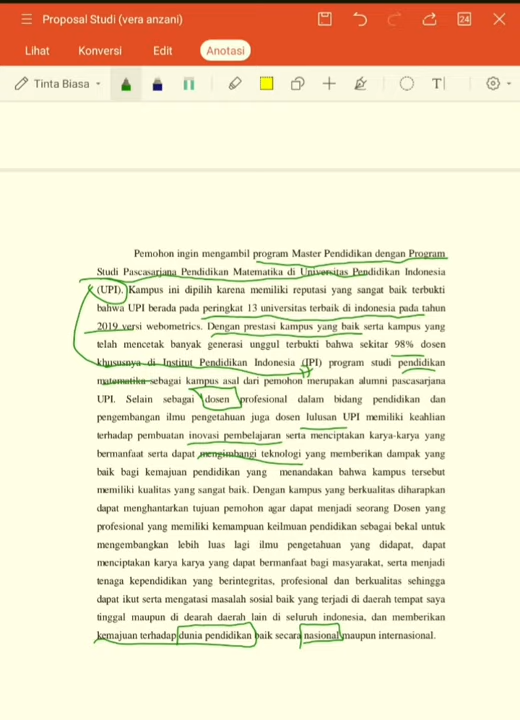 Proposal Studi (vera anzani)
24
Lihat
Konversi
Edit
Anotasi
Tinta Biasa
T|
Pemohon ingin mengambil program Master Pendidikan dengan Program
Studi Pascasarjana Pendidikan Matematika di Universitas Pendidikan Indonesia
(UPI). Kampus ini dipilih karena memiliki reputasi yang sangat baik terbukti
bahwa UPI berada pada peringkat 13 universitas terbaik di indonesia pada tahun
2019 versi webometrics. Dengan prestasi kampus yang baik serta kampus yang
telah mencetak banyak generasi unggul terbukti bahwa sekitar 98% dosen
khususnya di Institut Pendidikan Indonesia (IPI) program studi pendidikan
matematika sebagai kampus asal dari pemohon merupakan alumni pascasarjana
UPI. Selain sebagai dosen profesional dalam bidang pendidikan dan
pengembangan ilmu pengetahuan juga dosen lulusan UPI memiliki keahlian
terhadap pembuatan inovasi pembelajaran serta menciptakan karya-karya yang
bermanfaat serta dapat mengimbangi teknologi yang memberikan dampak yang
baik bagi kemajuan pendidikan yang menandakan bahwa kampus tersebut
memiliki kualitas yang sangat baik. Dengan kampus yang berkualitas diharapkan
dapat menghantarkan tujuan pemohon agar dapat menjadi seorang Dosen yang
profesional yang memiliki kemampuan keilmuan pendidikan sebagai bekal untuk
mengembangkan lebih luas lagi ilmu pengetahuan yang didapat, dapat
menciptakan karya karya yang dapat bermanfaat bagi masyarakat, serta menjadi
tenaga kependidikan yang berintegritas, profesional dan berkualitas sehingga
dapat ikut serta mengatasi masalah sosial baik yang terjadi di daerah tempat saya
tinggal maupun di dearah daerah lain di seluruh indonesia, dan memberikan
kemajuan terhadap dunia pendidikan baik secara nasional maupun internasional.